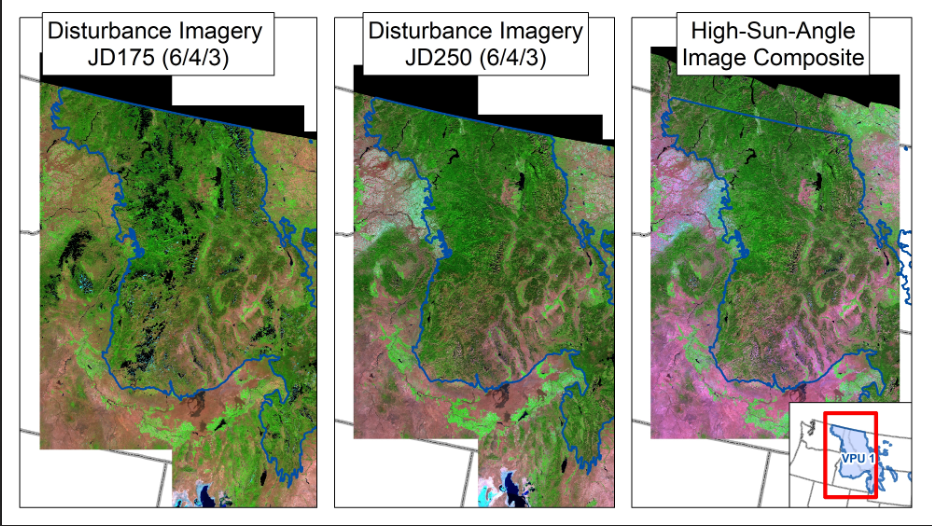 Disturbance Imagery
JD175 (6/4/3)
Disturbance Imagery
JD250 (6/4/3)
High-Sun-Angle
Image Composite
VPU 1